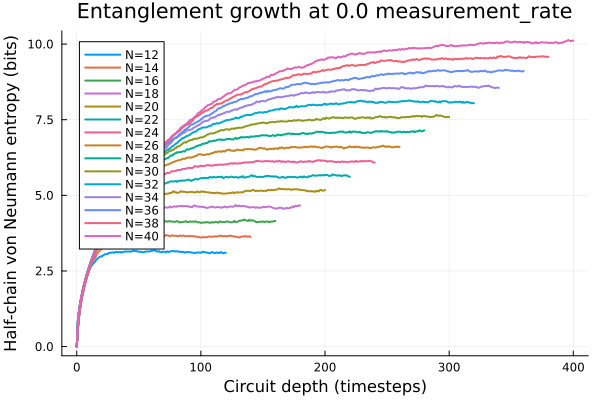 Entanglement growth at 0.0 measurement_rate
Half-chain von Neumann entropy (bits)
10.0
7.5
5.0
2.5
0.0
N=12
N=14
N=16
N=18
N=20
N=22
N=24
N=26
N=28
N=30
N=32
N=34
N=36
N=38
N=40
0
100
200
300
400
Circuit depth (timesteps)